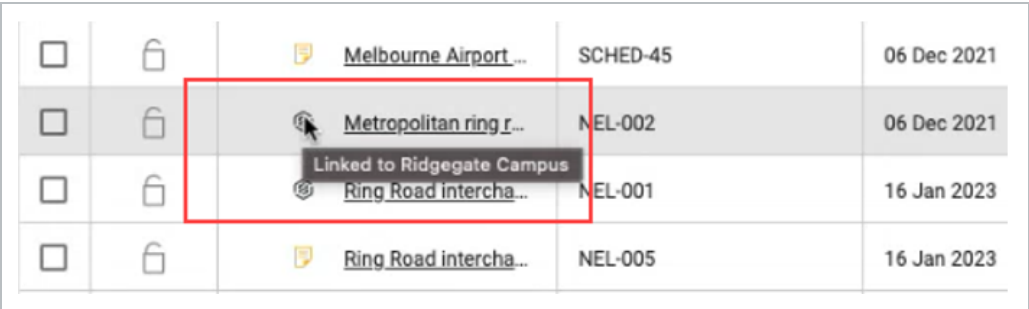 Melbourne Airport ... SCHED-45 06 Dec 2021
Metropolitan ring r... NEL-002 06 Dec 2021
Linked to Ridgegate Campus
Ring Road intercha... NEL-001 16 Jan 2023
Ring Road intercha... NEL-005 16 Jan 2023